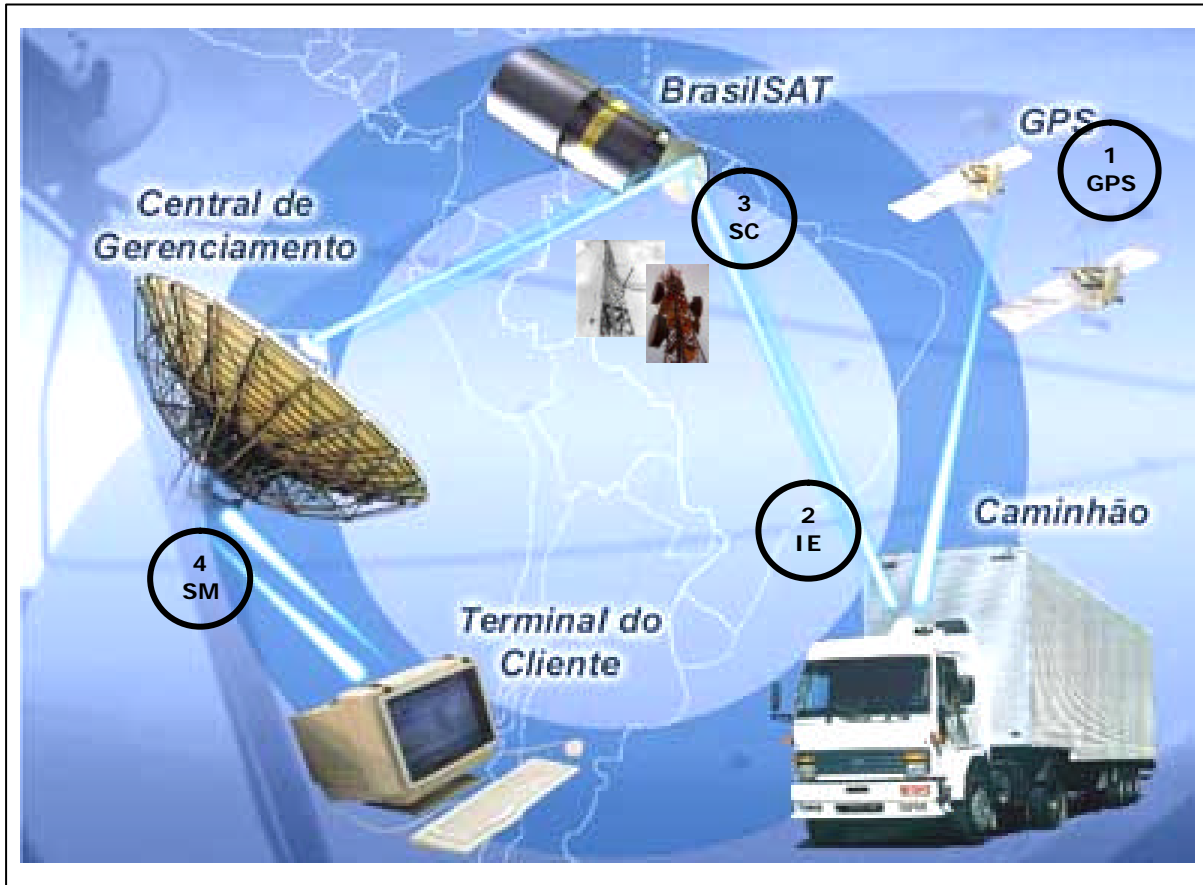 BrasilSAT
GPS
1
GPS
3
SC
Central de
Gerenciamento
2
IE
Caminhão
4
SM
Terminal do
Cliente